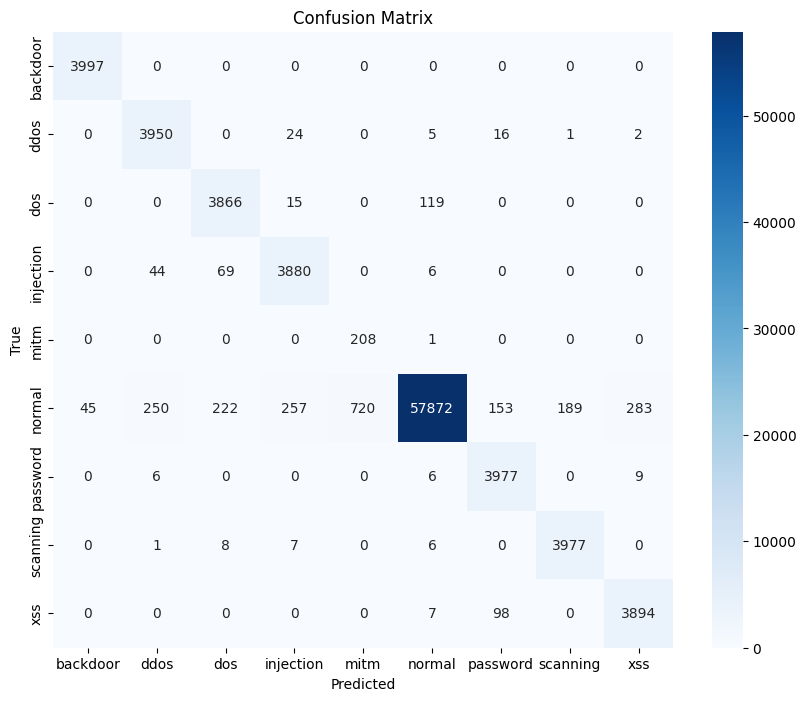 Confusion Matrix
True
backdoor 3997 0 0 0 0 0 0 0 0
ddos 0 3950 0 24 0 5 16 1 2
dos 0 0 3866 15 0 119 0 0 0
injection 0 44 69 3880 0 6 0 0 0
mitm 0 0 0 0 208 1 0 0 0
normal 45 250 222 257 720 57872 153 189 283
password 0 6 0 0 0 6 3977 0 9
scanning 0 1 8 7 0 6 0 3977 0
xss 0 0 0 0 0 7 98 0 3894
backdoor ddos dos injection mitm normal password scanning xss
Predicted
50000
40000
30000
20000
10000
0